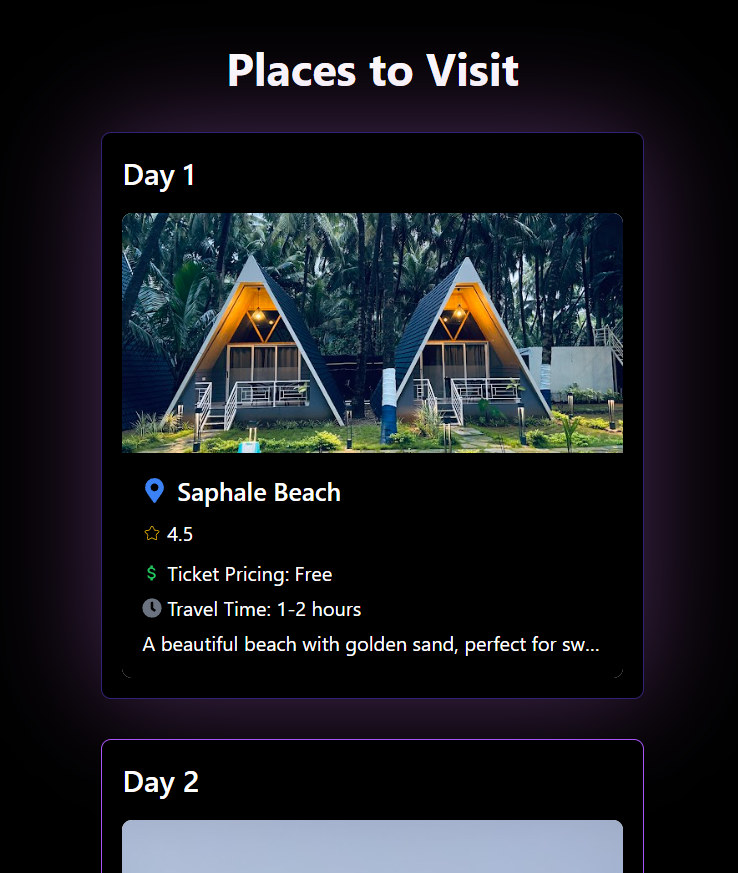 Places to Visit
Day 1
Saphale Beach
4.5
Ticket Pricing: Free
Travel Time: 1-2 hours
A beautiful beach with golden sand, perfect for sw...
Day 2